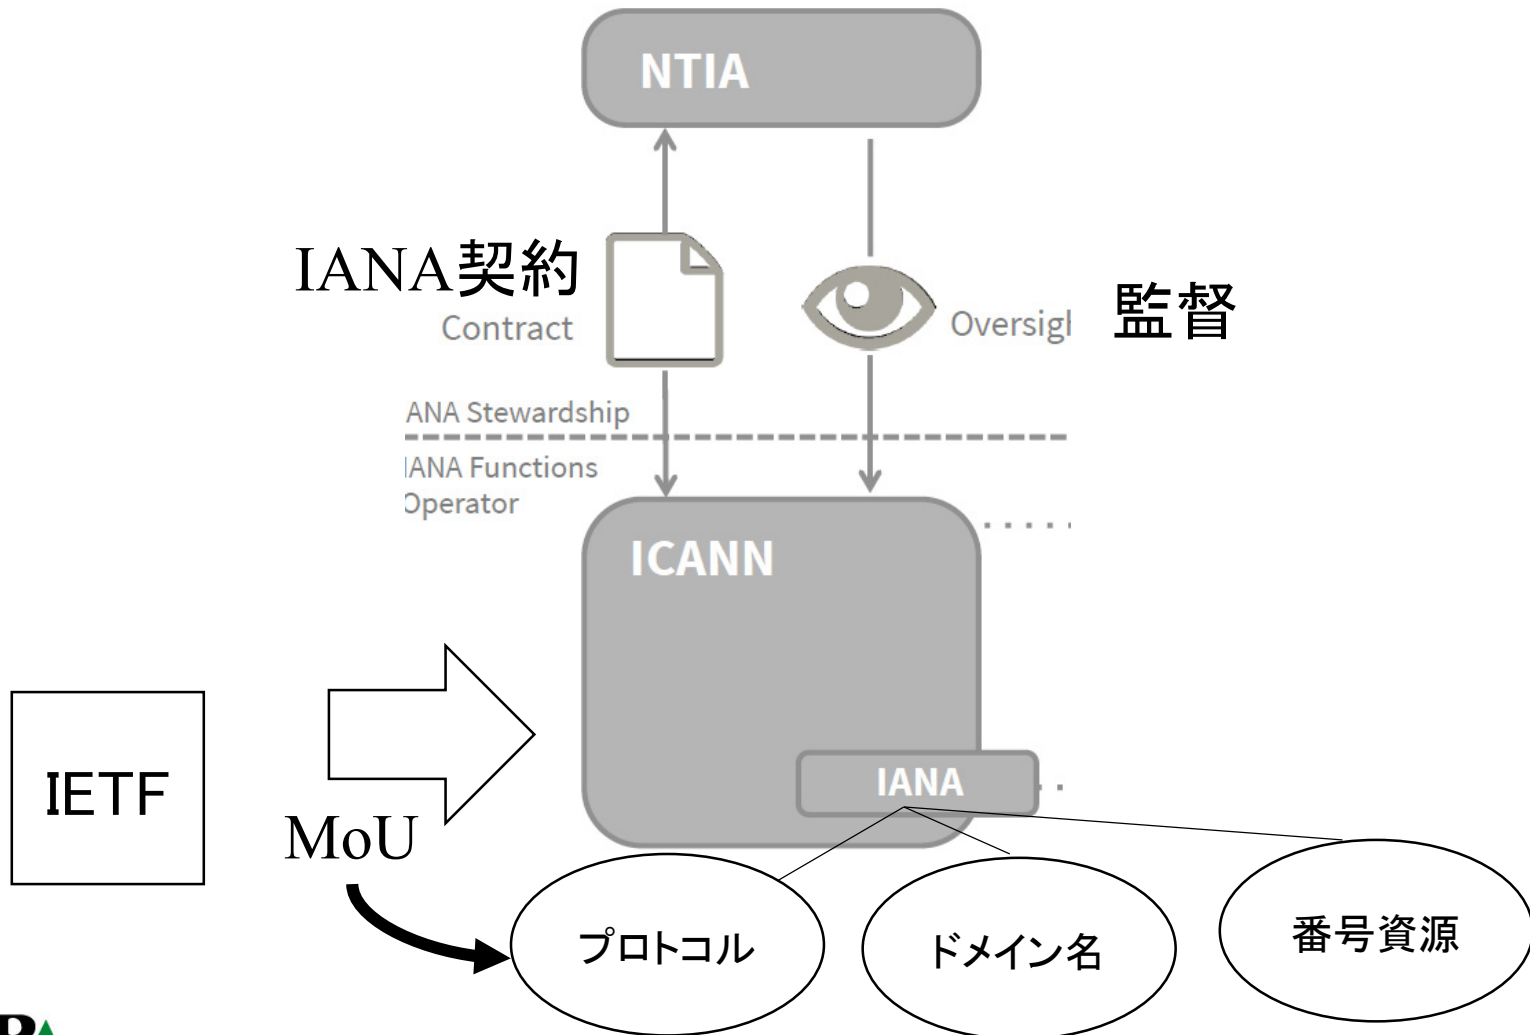 NTIA
IANA契約
Contract
Oversigh
監督
ANA Stewardship
IANA Functions
Operator
ICANN
IETF
IANA
MoU
プロトコル
ドメイン名
番号資源